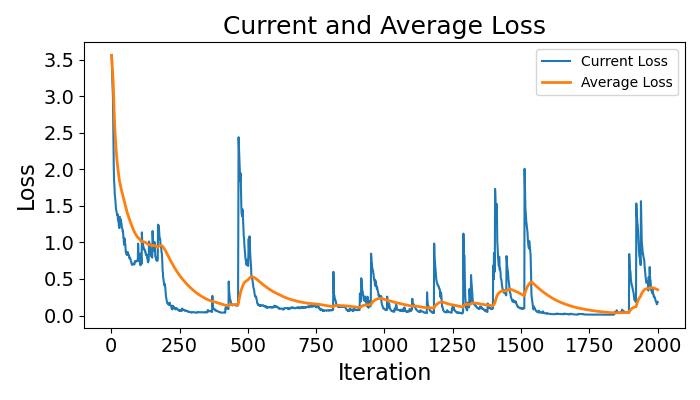 Current and Average Loss
Current Loss
Average Loss
3.5
3.0
2.5
2.0
1.5
1.0
0.5
0.0
Loss
0 250 500 750 1000 1250 1500 1750 2000
Iteration